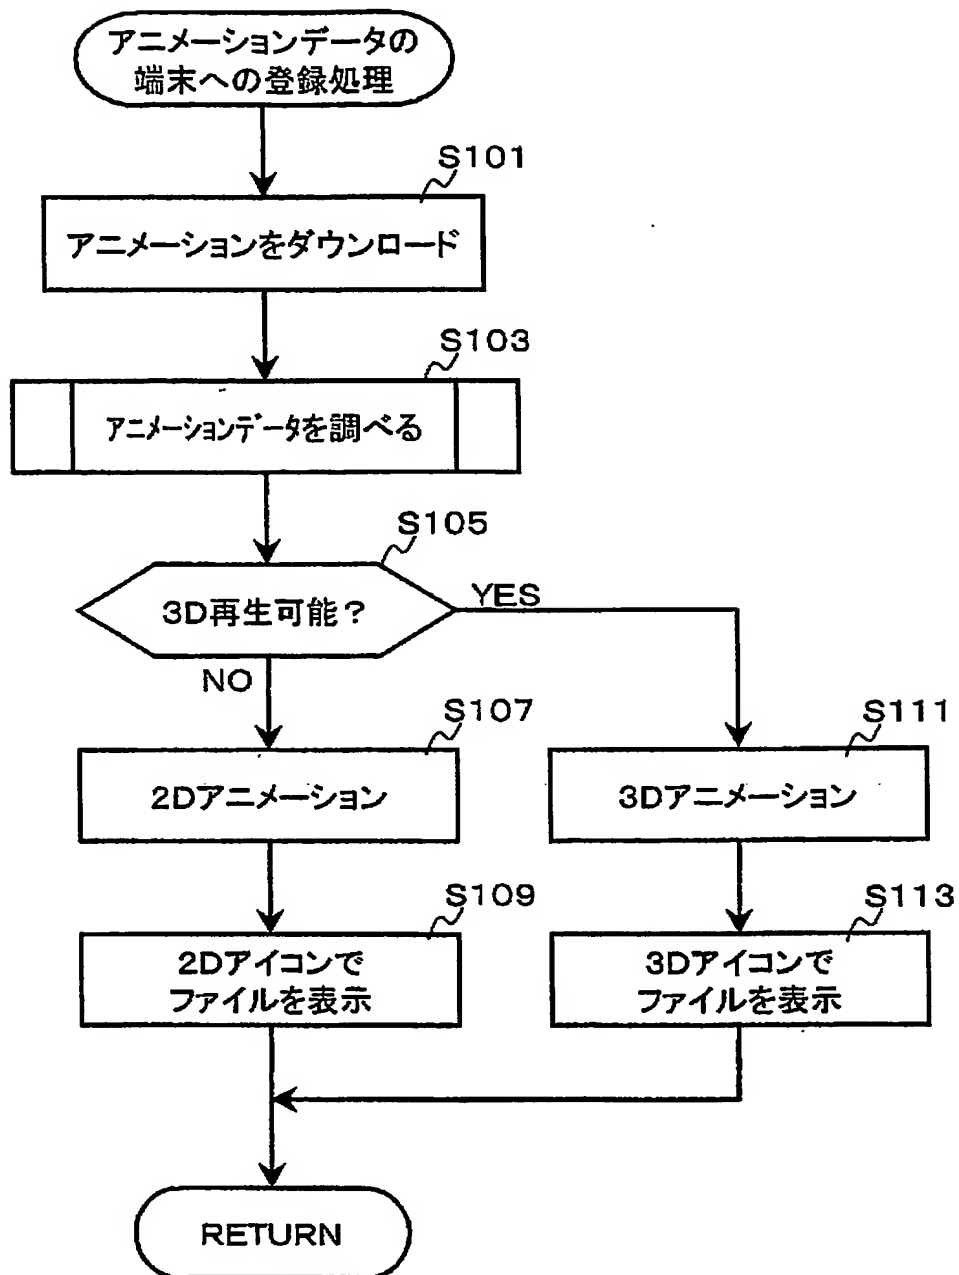 アニメーションデータの
端末への登録処理
S101
アニメーションをダウンロード
S103
アニメーションデータを調べる
S105
3D再生可能?
YES
NO
S107
2Dアニメーション
S111
3Dアニメーション
S109
2Dアイコンで
ファイルを表示
S113
3Dアイコンで
ファイルを表示
RETURN